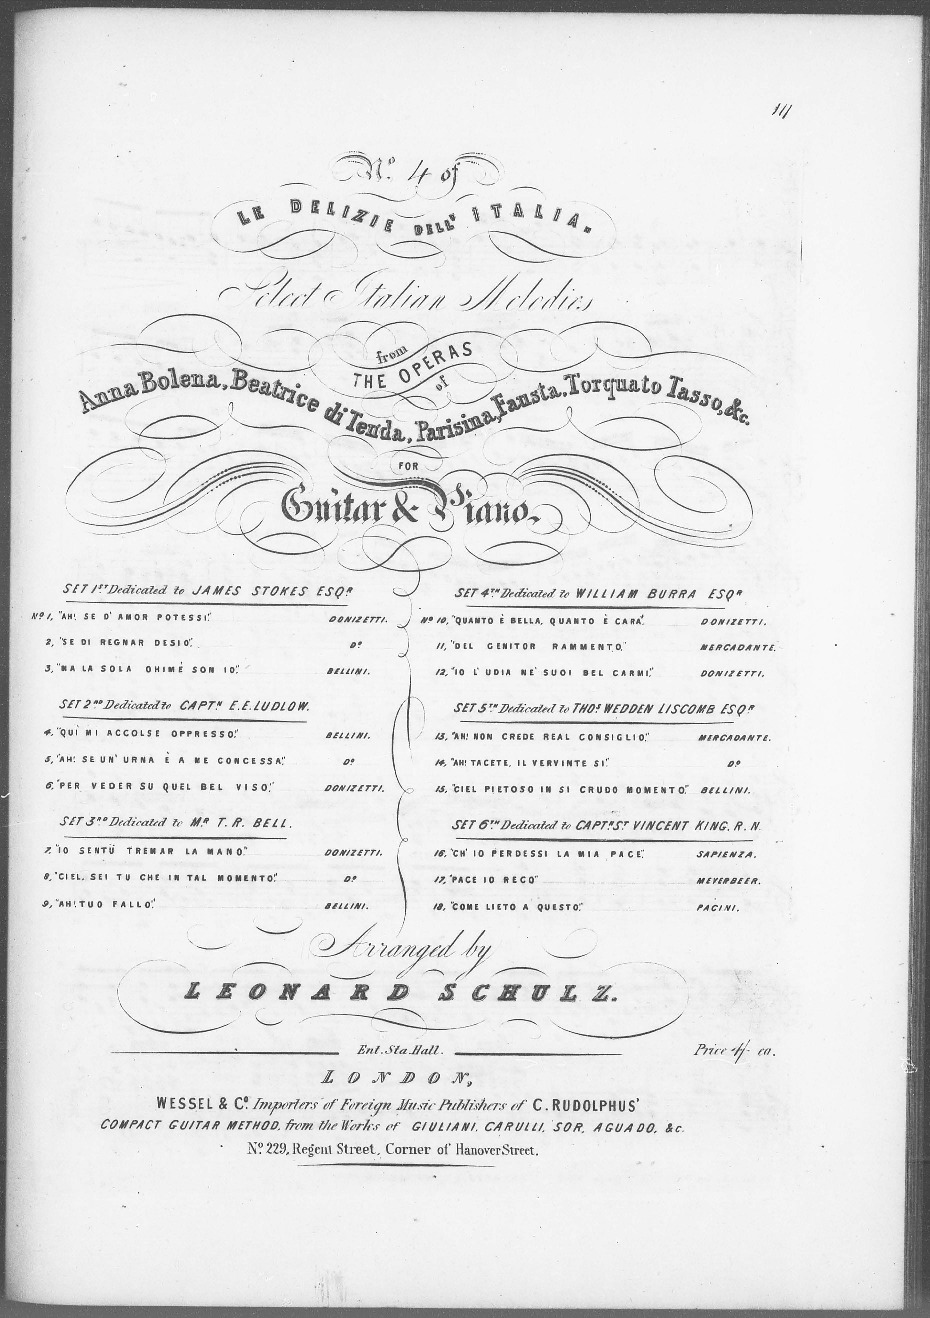 111
No. 4 of
LE DELIZIE DELL' ITALIA.
Select Italian Melodies
from
THE OPERAS
of
Anna Bolena, Beatrice di Tenda, Parisina, Fausta, Torquato Tasso, &c.
FOR
Guitar & Piano.
SET 1ST Dedicated to JAMES STOKES ESQR
No 1, "AH! SE D' AMOR POTESSI." DONIZETTI.
2, "SE DI REGNAR DESIO". Do
3, "MA LA SOLA OHIMÈ SON IO." BELLINI.
SET 2ND Dedicated to CAPTN E.E. LUDLOW.
4, "QUI MI ACCOLSE OPPRESSO." BELLINI.
5, "AH! SE UN' URNA È A ME CONCESSA." Do
6, "PER VEDER SU QUEL BEL VISO." DONIZETTI.
SET 3RD Dedicated to MR T. R. BELL.
7, "IO SENTÙ TREMAR LA MANO." DONIZETTI.
8, "CIEL, SEI TU CHE IN TAL MOMENTO." Do
9, "AH! TUO FALLO." BELLINI.
SET 4TH Dedicated to WILLIAM BURRA ESQR
No 10, "QUANTO È BELLA, QUANTO È CARA". DONIZETTI.
11, "DEL GENITOR RAMMENTO," MERCADANTE.
12, "IO L' UDIA NE' SUOI BEL CARMI." DONIZETTI.
SET 5TH Dedicated to THOS WEDDEN LISCOMB ESQR
13, "AH! NON CREDE REAL CONSIGLIO." MERCADANTE.
14, "AH! TACETE, IL VERVINTE SI." Do
15, "CIEL PIETOSO IN SI CRUDO MOMENTO." BELLINI.
SET 6TH Dedicated to CAPTN ST VINCENT KING, R. N.
16, "CH' IO PERDESSI LA MIA PACE". SAPIENZA.
17, "PACE IO RECO" MEYERBEER.
18, "COME LIETO A QUESTO." PACINI.
Arranged by
LEONARD SCHULZ.
Ent. Sta. Hall. Price 4/- ea.
LONDON,
WESSEL & Co. Importers of Foreign Music Publishers of C. RUDOLPHUS'
COMPACT GUITAR METHOD, from the Works of GIULIANI, CARULLI, SOR, AGUADO, &c.
No. 229, Regent Street, Corner of Hanover Street.